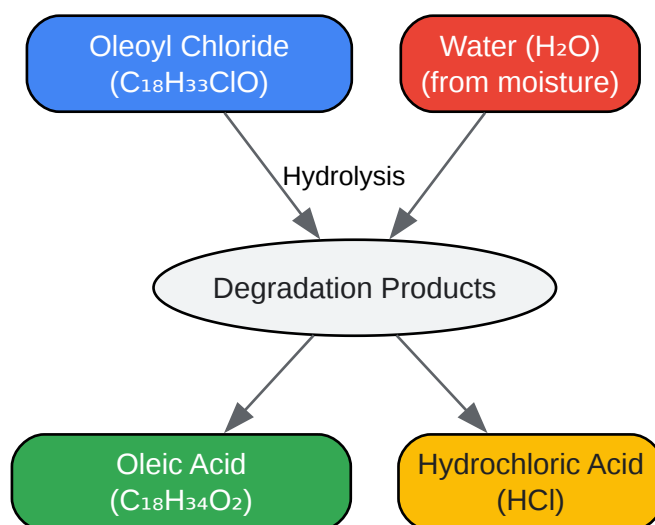 Oleoyl Chloride
(C₁₈H₃₃ClO)
Water (H₂O)
(from moisture)
Hydrolysis
Degradation Products
Oleic Acid
(C₁₈H₃₄O₂)
Hydrochloric Acid
(HCl)